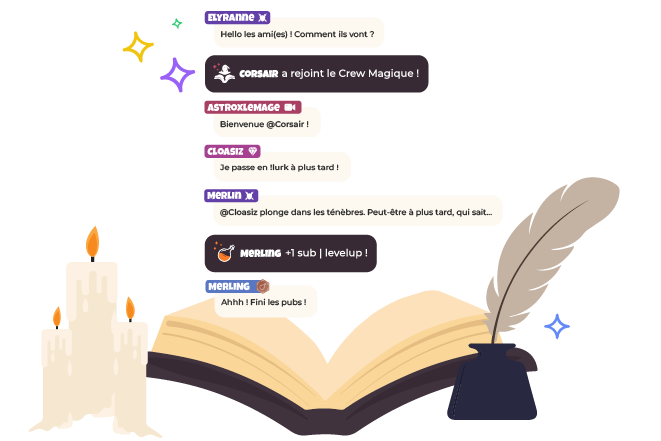 ELYRANNE
Hello les ami(es) ! Comment ils vont ?
CORSAIR a rejoint le Crew Magique !
ASTROXLEMAGE
Bienvenue @Corsair !
CLOASIZ
Je passe en !lurk à plus tard !
MERLIN
@Cloasiz plonge dans les ténèbres. Peut-être à plus tard, qui sait...
MERLING +1 sub | levelup !
MERLING
Ahhh ! Fini les pubs !